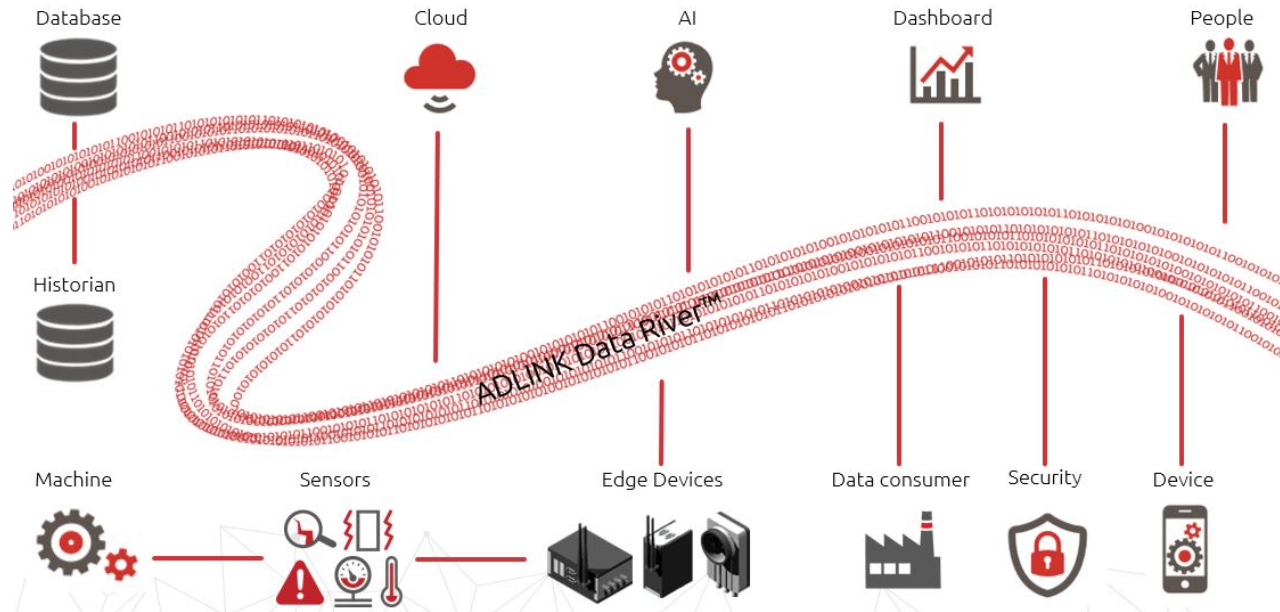 Database
Cloud
AI
Dashboard
People
Historian
ADLINK Data River™
Machine
Sensors
Edge Devices
Data consumer
Security
Device